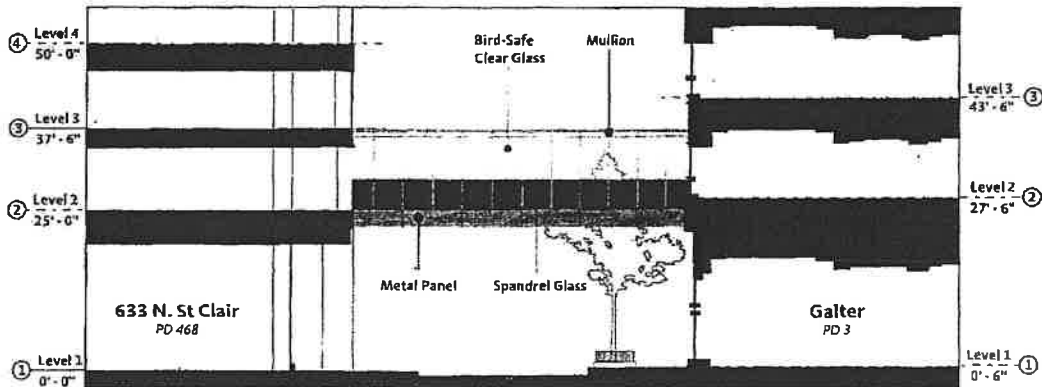 ④ Level 4
50' - 0"
Bird-Safe
Clear Glass
Mullion
Level 3 ③
43' - 6"
③ Level 3
37' - 6"
② Level 2
25' - 0"
Level 2 ②
27' - 6"
Metal Panel
Spandrel Glass
633 N. St Clair
PD 468
Galter
PD 3
① Level 1
0' - 0"
Level 1 ①
0' - 6"